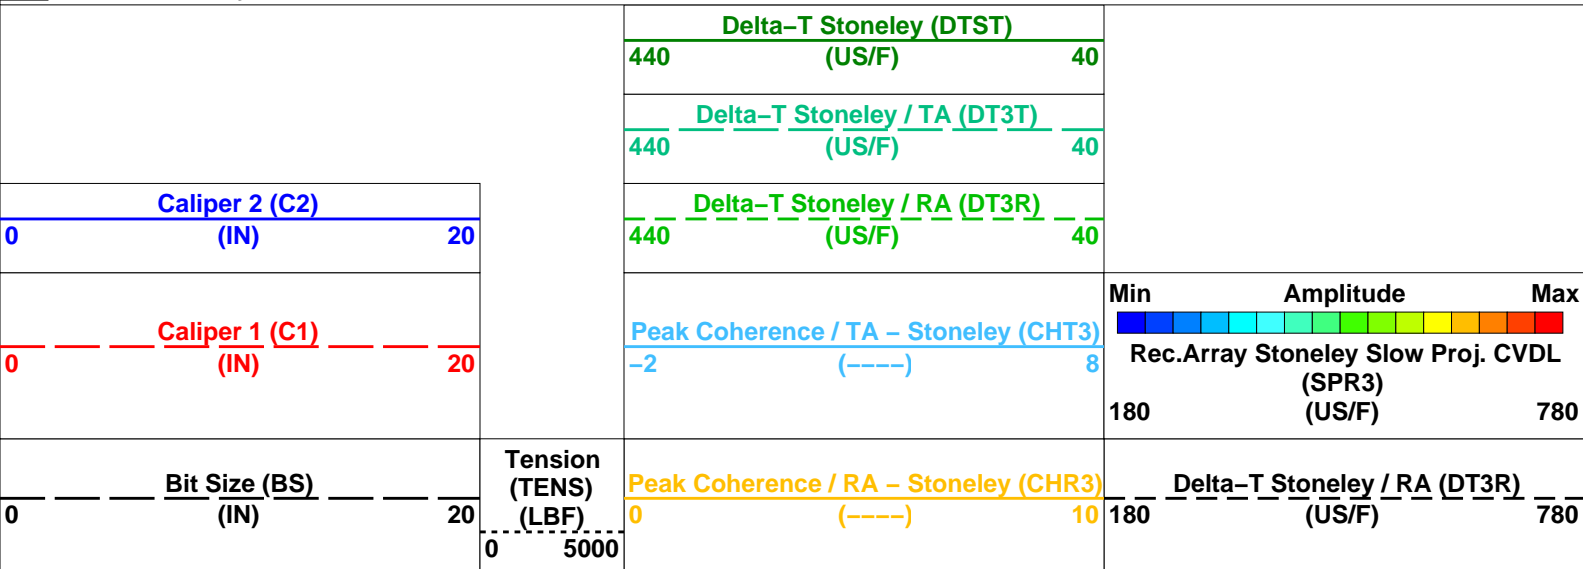 Delta−T Stoneley (DTST)
440 (US/F) 40
Delta−T Stoneley / TA (DT3T)
440 (US/F) 40
Caliper 2 (C2)
0 (IN) 20
Delta−T Stoneley / RA (DT3R)
440 (US/F) 40
Caliper 1 (C1)
0 (IN) 20
Peak Coherence / TA − Stoneley (CHT3)
−2 (−−−−) 8
Min Amplitude Max
Rec.Array Stoneley Slow Proj. CVDL
(SPR3)
180 (US/F) 780
Bit Size (BS)
0 (IN) 20
Tension
(TENS)
(LBF)
0 5000
Peak Coherence / RA − Stoneley (CHR3)
0 (−−−−) 10
Delta−T Stoneley / RA (DT3R)
180 (US/F) 780